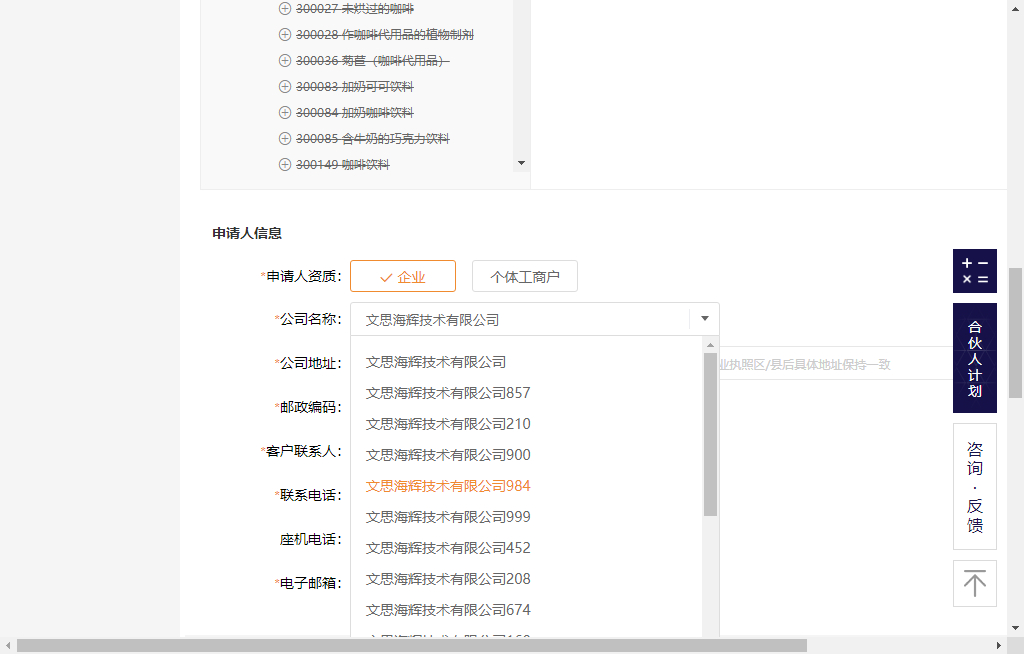 300027 未烘过的咖啡
300028 作咖啡代用品的植物制剂
300036 菊苣（咖啡代用品）
300083 加奶可可饮料
300084 加奶咖啡饮料
300085 含牛奶的巧克力饮料
300149 咖啡饮料
申请人信息
*申请人资质：
企业
个体工商户
*公司名称：
文思海辉技术有限公司
*公司地址：
业执照区/县后具体地址保持一致
文思海辉技术有限公司
文思海辉技术有限公司857
*邮政编码：
文思海辉技术有限公司210
*客户联系人：
文思海辉技术有限公司900
文思海辉技术有限公司984
*联系电话：
文思海辉技术有限公司999
座机电话：
文思海辉技术有限公司452
*电子邮箱：
文思海辉技术有限公司208
文思海辉技术有限公司674
合伙人计划
咨询·反馈